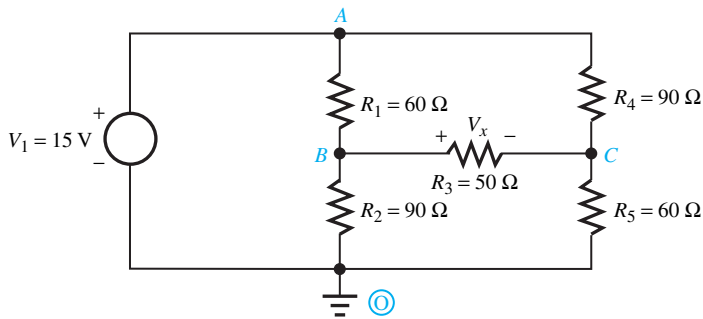 A
R1 = 60 Ω
R4 = 90 Ω
+
V1 = 15 V
−
+ Vx −
B
C
R3 = 50 Ω
R2 = 90 Ω
R5 = 60 Ω
O